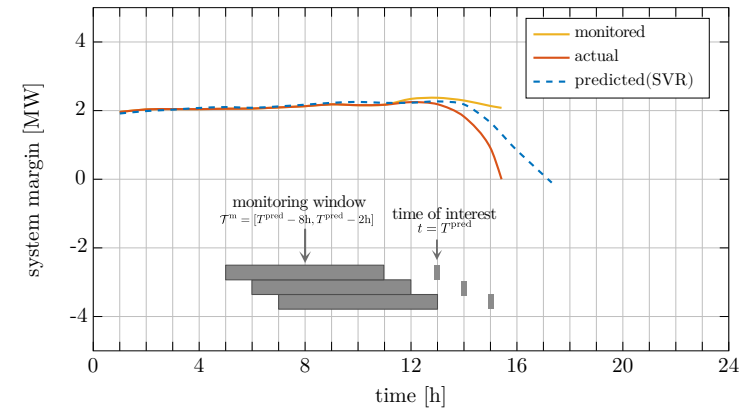 monitored
actual
predicted(SVR)
system margin [MW]
4
2
0
-2
-4
monitoring window
𝒯ᵐ = [Tᵖʳᵉᵈ − 8h, Tᵖʳᵉᵈ − 2h]
time of interest
t = Tᵖʳᵉᵈ
0 4 8 12 16 20 24
time [h]